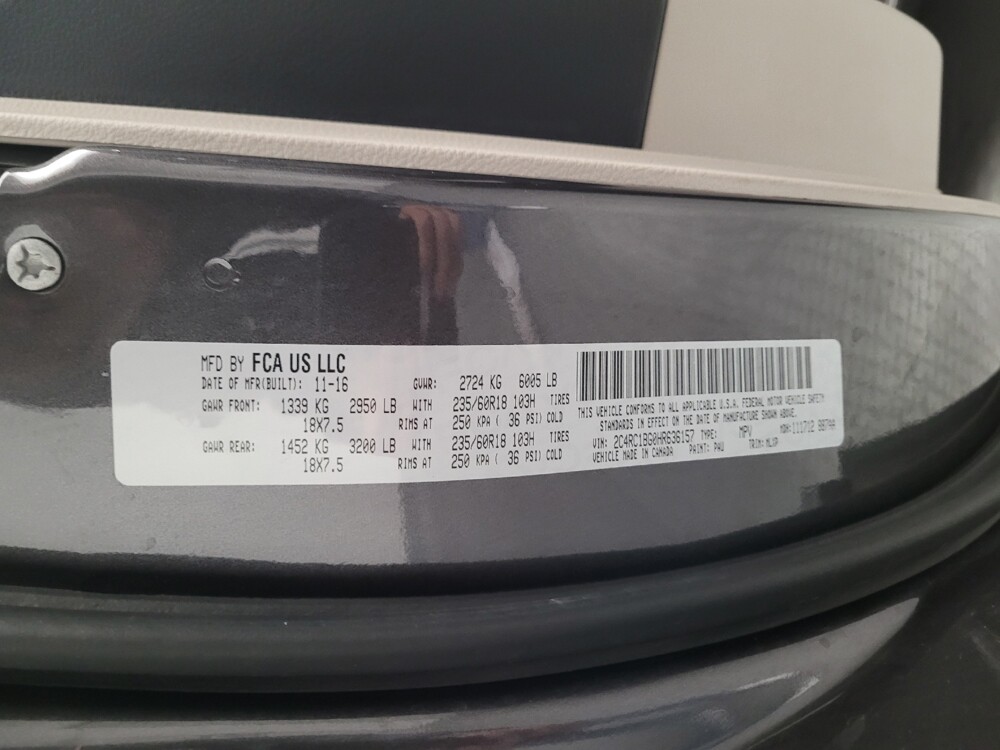 MFD BY FCA US LLC
DATE OF MFR(BUILT): 11-16 GVWR: 2724 KG 6005 LB
GAWR FRONT: 1339 KG 2950 LB WITH 235/60R18 103H TIRES
18X7.5 RIMS AT 250 KPA ( 36 PSI) COLD
GAWR REAR: 1452 KG 3200 LB WITH 235/60R18 103H TIRES
18X7.5 RIMS AT 250 KPA ( 36 PSI) COLD
THIS VEHICLE CONFORMS TO ALL APPLICABLE U.S.A. FEDERAL MOTOR VEHICLE SAFETY
STANDARDS IN EFFECT ON THE DATE OF MANUFACTURE SHOWN ABOVE.
VIN: 2C4RC1BG0HR636157 TYPE: MPV MDH: 111712
VEHICLE MADE IN CANADA PAINT: PAU TRIM: MLXP